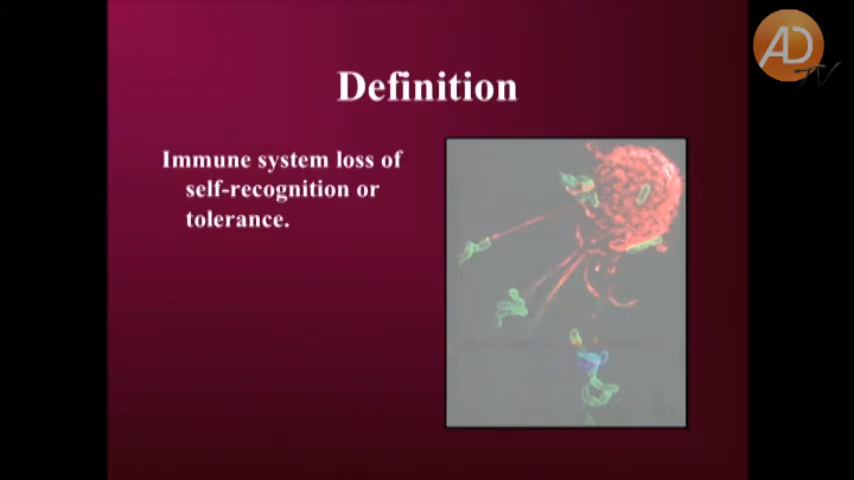 AD
TV
Definition
Immune system loss of
self-recognition or
tolerance.